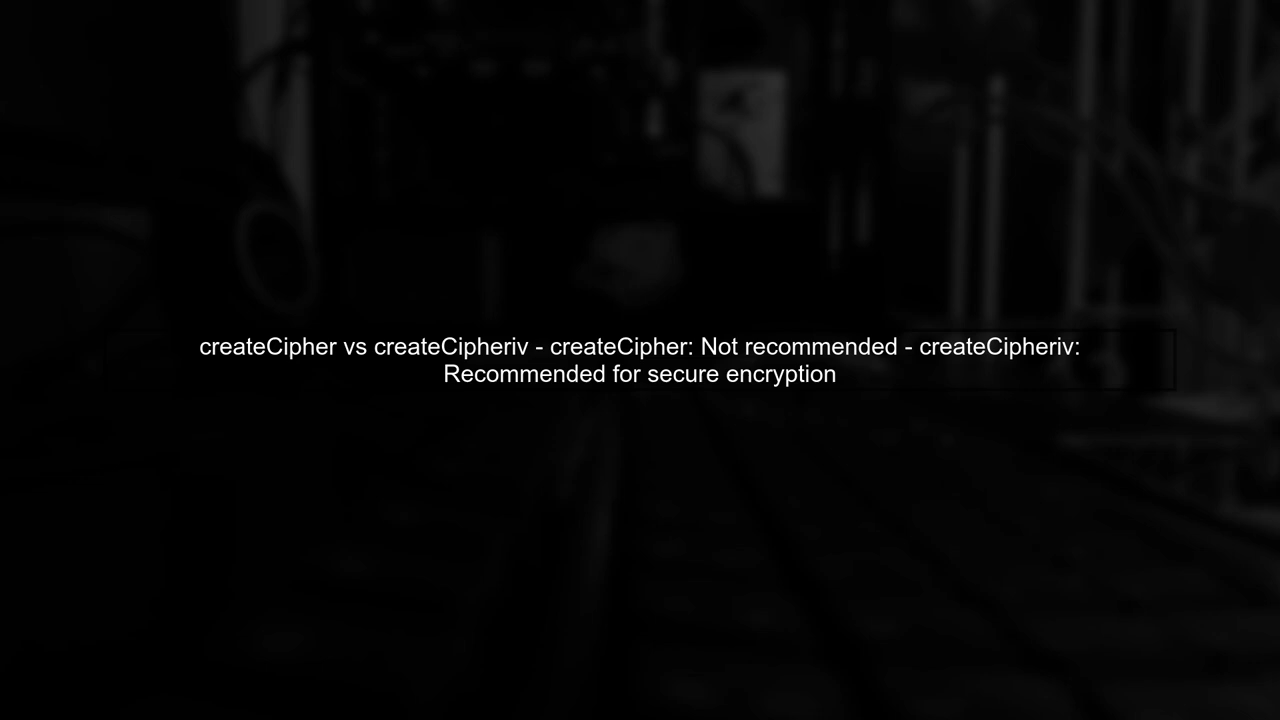 createCipher vs createCipheriv - createCipher: Not recommended - createCipheriv:
Recommended for secure encryption